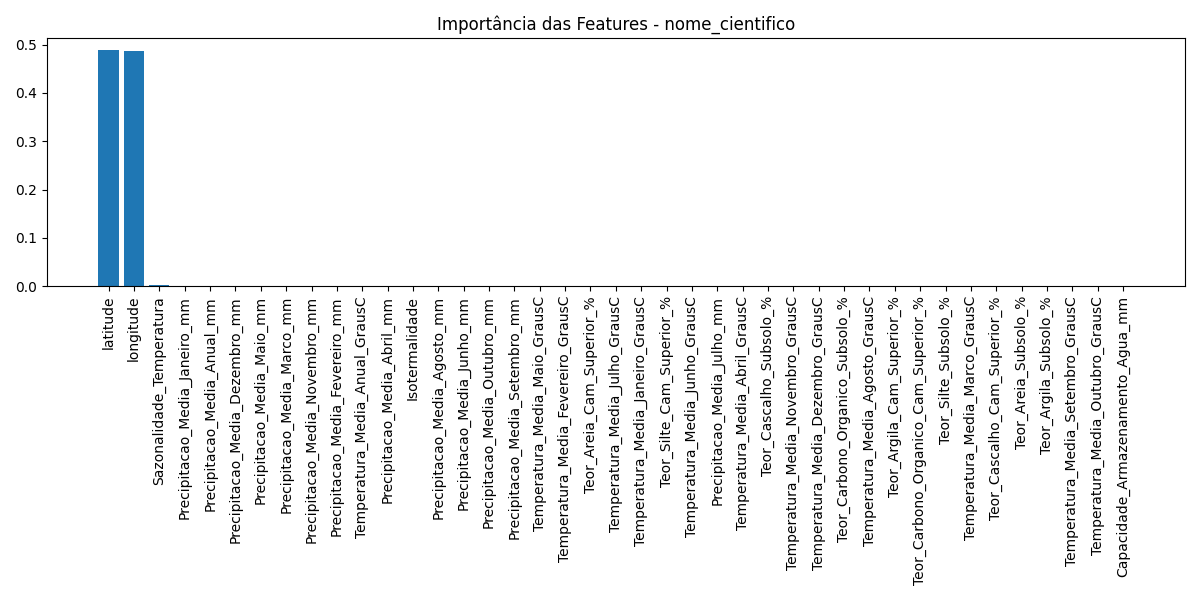 Importância das Features - nome_cientifico
0.5
0.4
0.3
0.2
0.1
0.0
latitude
longitude
Sazonalidade_Temperatura
Precipitacao_Media_Janeiro_mm
Precipitacao_Media_Anual_mm
Precipitacao_Media_Dezembro_mm
Precipitacao_Media_Maio_mm
Precipitacao_Media_Marco_mm
Precipitacao_Media_Novembro_mm
Precipitacao_Media_Fevereiro_mm
Temperatura_Media_Anual_GrausC
Precipitacao_Media_Abril_mm
Isotermalidade
Precipitacao_Media_Agosto_mm
Precipitacao_Media_Junho_mm
Precipitacao_Media_Outubro_mm
Precipitacao_Media_Setembro_mm
Temperatura_Media_Maio_GrausC
Temperatura_Media_Fevereiro_GrausC
Teor_Areia_Cam_Superior_%
Temperatura_Media_Julho_GrausC
Temperatura_Media_Janeiro_GrausC
Teor_Silte_Cam_Superior_%
Temperatura_Media_Junho_GrausC
Precipitacao_Media_Julho_mm
Temperatura_Media_Abril_GrausC
Teor_Cascalho_Subsolo_%
Temperatura_Media_Novembro_GrausC
Temperatura_Media_Dezembro_GrausC
Teor_Carbono_Organico_Subsolo_%
Temperatura_Media_Agosto_GrausC
Teor_Argila_Cam_Superior_%
Teor_Carbono_Organico_Cam_Superior_%
Teor_Silte_Subsolo_%
Temperatura_Media_Marco_GrausC
Teor_Cascalho_Cam_Superior_%
Teor_Areia_Subsolo_%
Teor_Argila_Subsolo_%
Temperatura_Media_Setembro_GrausC
Temperatura_Media_Outubro_GrausC
Capacidade_Armazenamento_Agua_mm